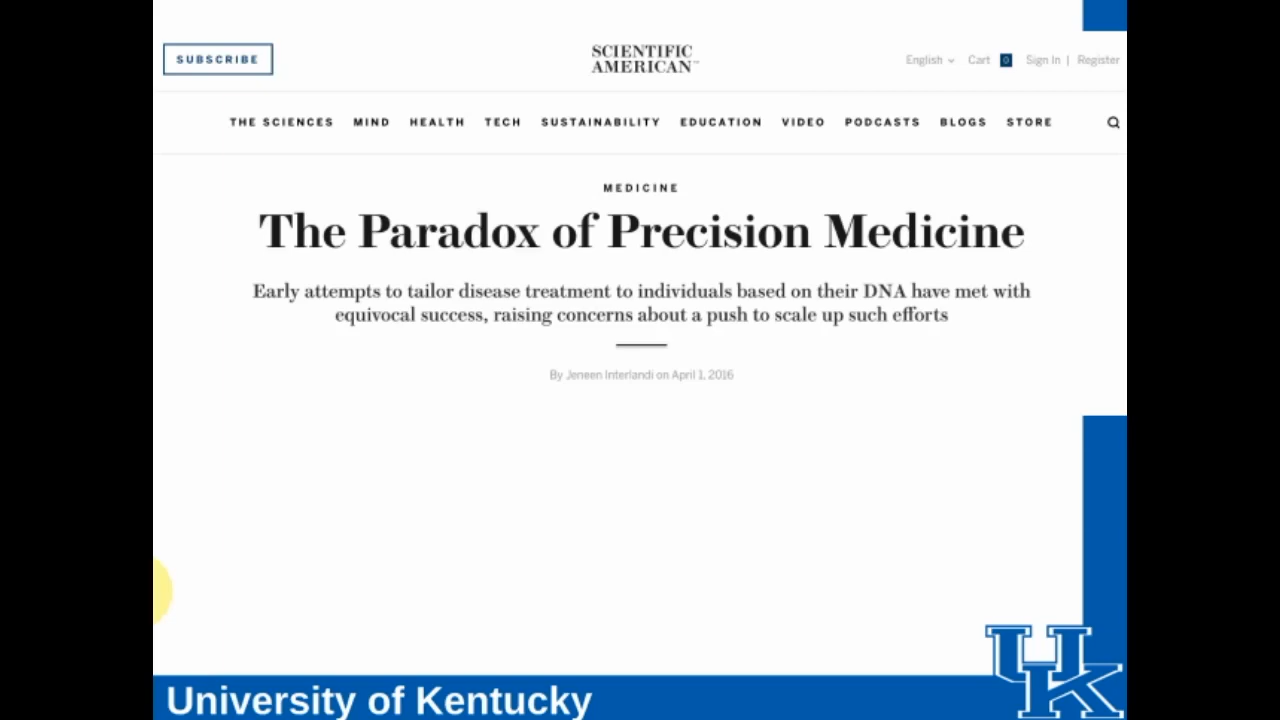 SUBSCRIBE
SCIENTIFIC
AMERICAN™
English Cart 0 Sign In | Register
THE SCIENCES MIND HEALTH TECH SUSTAINABILITY EDUCATION VIDEO PODCASTS BLOGS STORE
MEDICINE
The Paradox of Precision Medicine
Early attempts to tailor disease treatment to individuals based on their DNA have met with
equivocal success, raising concerns about a push to scale up such efforts
By Jeneen Interlandi on April 1, 2016
UK
University of Kentucky